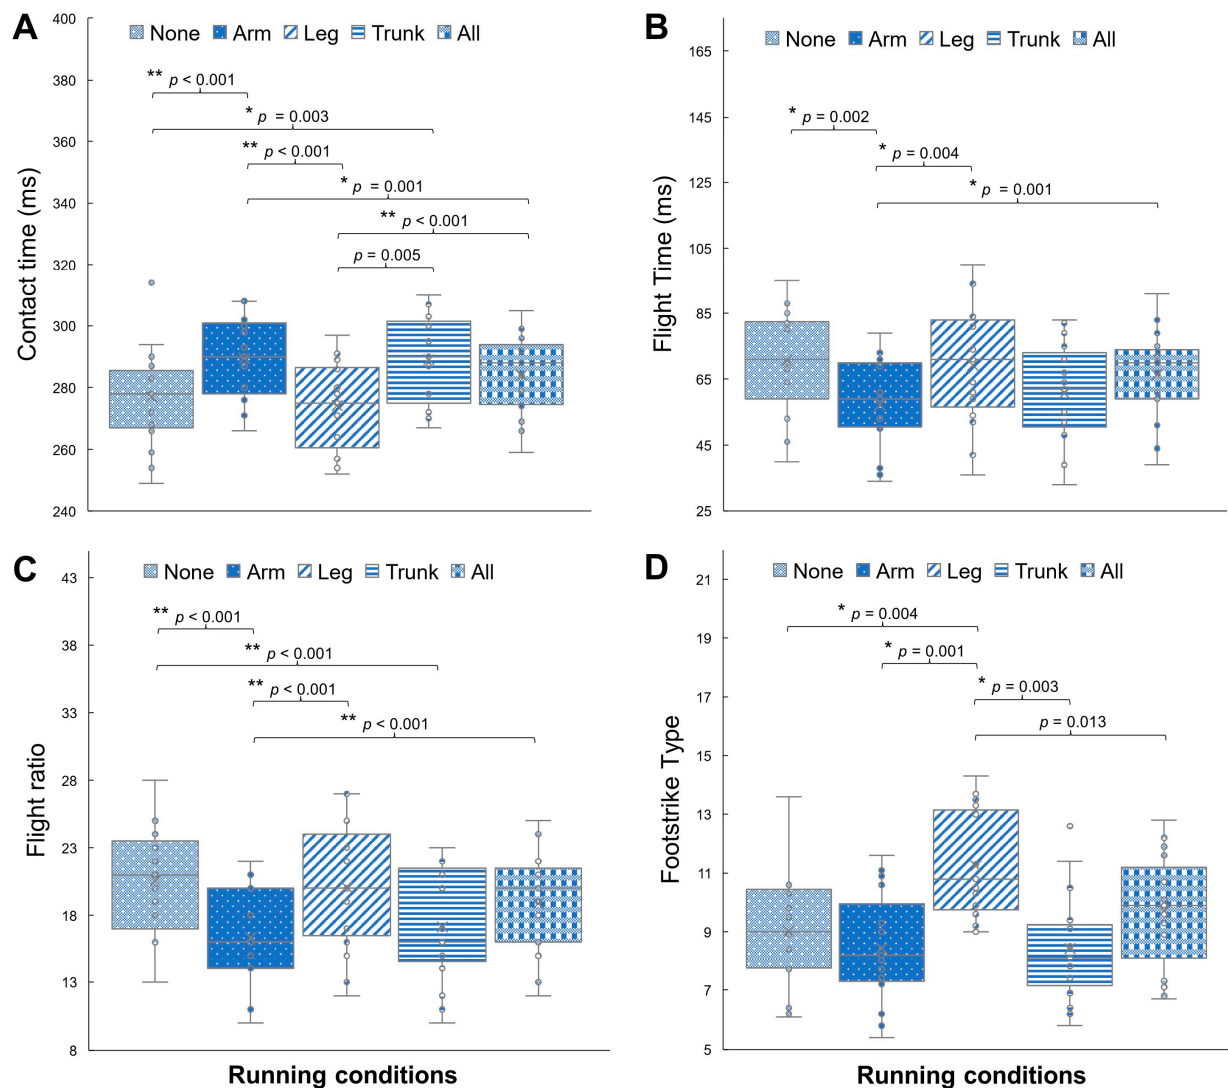 A
None Arm Leg Trunk All
Contact time (ms)
400
380
360
340
320
300
280
260
240
** p < 0.001
* p = 0.003
** p < 0.001
* p = 0.001
** p < 0.001
p = 0.005
B
None Arm Leg Trunk All
Flight Time (ms)
165
145
125
105
85
65
45
25
* p = 0.002
* p = 0.004
* p = 0.001
C
None Arm Leg Trunk All
Flight ratio
43
38
33
28
23
18
13
8
** p < 0.001
** p < 0.001
** p < 0.001
** p < 0.001
Running conditions
D
None Arm Leg Trunk All
Footstrike Type
21
19
17
15
13
11
9
7
5
* p = 0.004
* p = 0.001
* p = 0.003
p = 0.013
Running conditions